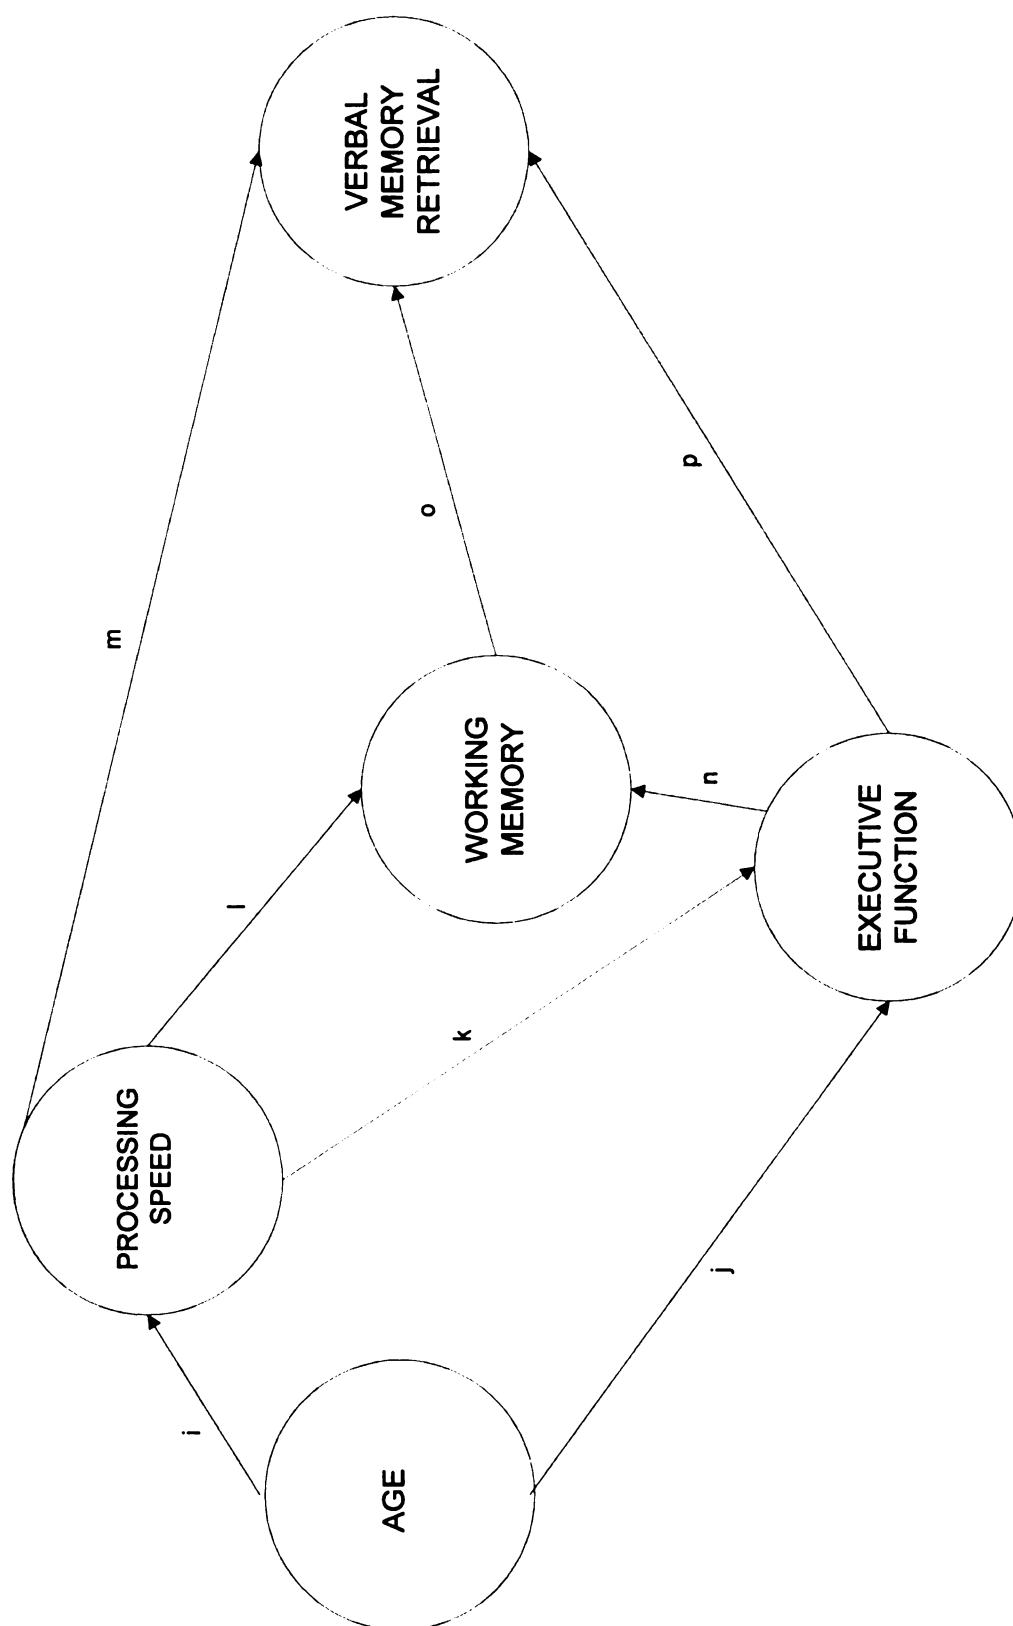 m
PROCESSING
SPEED
VERBAL
MEMORY
RETRIEVAL
i
l
o
AGE
k
WORKING
MEMORY
n
p
j
EXECUTIVE
FUNCTION